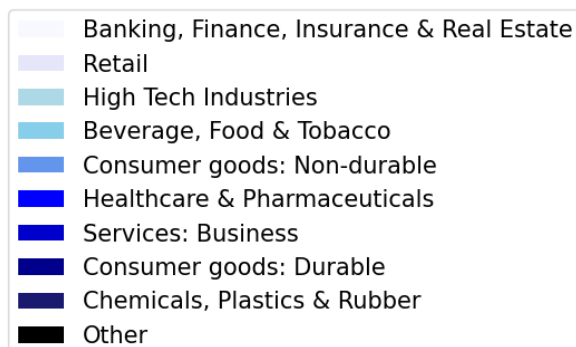 Banking, Finance, Insurance & Real Estate
Retail
High Tech Industries
Beverage, Food & Tobacco
Consumer goods: Non-durable
Healthcare & Pharmaceuticals
Services: Business
Consumer goods: Durable
Chemicals, Plastics & Rubber
Other